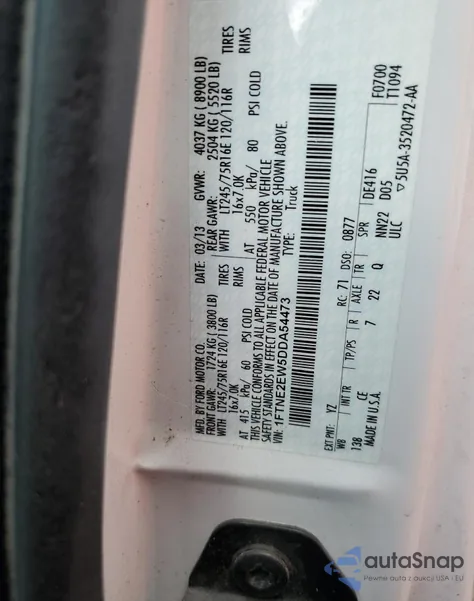 MFD. BY FORD MOTOR CO.
DATE: 03/13 GVWR: 4037 KG ( 8900 LB)
FRONT GAWR: 1724 KG (3800 LB) REAR GAWR: 2504 KG ( 5520 LB)
WITH LT245/75R16E 120/116R TIRES WITH LT245/75R16E 120/116R TIRES
16x7.0K RIMS 16x7.0K RIMS
AT 415 kPa/ 60 PSI COLD AT 550 kPa/ 80 PSI COLD
THIS VEHICLE CONFORMS TO ALL APPLICABLE FEDERAL MOTOR VEHICLE
SAFETY STANDARDS IN EFFECT ON THE DATE OF MANUFACTURE SHOWN ABOVE.
VIN: 1FTNE2EW5DDA54473
TYPE: Truck
F0700
T1094
EXT PNT: YZ RC: 71 DSO: 0877
WB INT TR TP/PS R AXLE TR SPR DE416
138 CE 7 22 Q NN22 D05
MADE IN U.S.A. ULC
▽5U5A-3520472-AA
autoSnap
Pewne auto z aukcji USA i EU